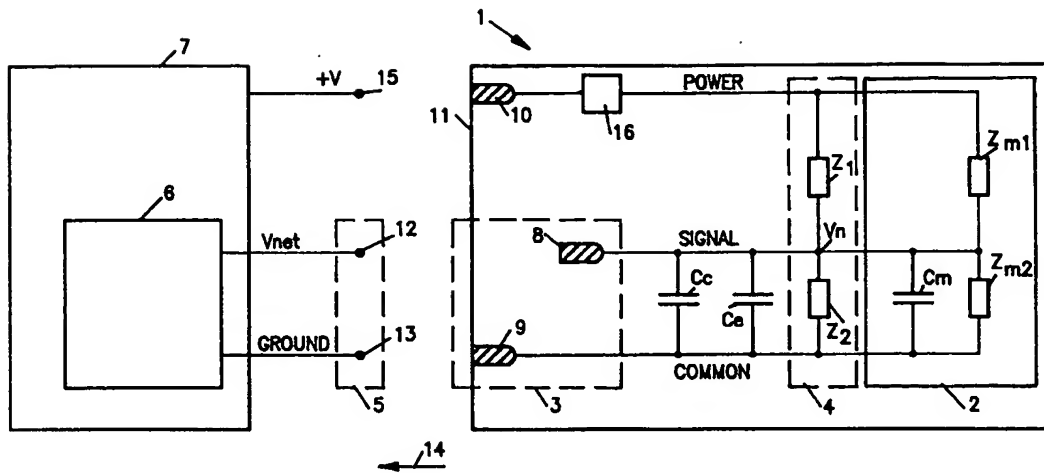 1
7
+V
15
POWER
11
10
16
Z1
Zm1
6
Vnet
12
8
SIGNAL
Vn
Cc
Ca
Z2
Cm
Zm2
GROUND
13
9
COMMON
5
3
4
2
14